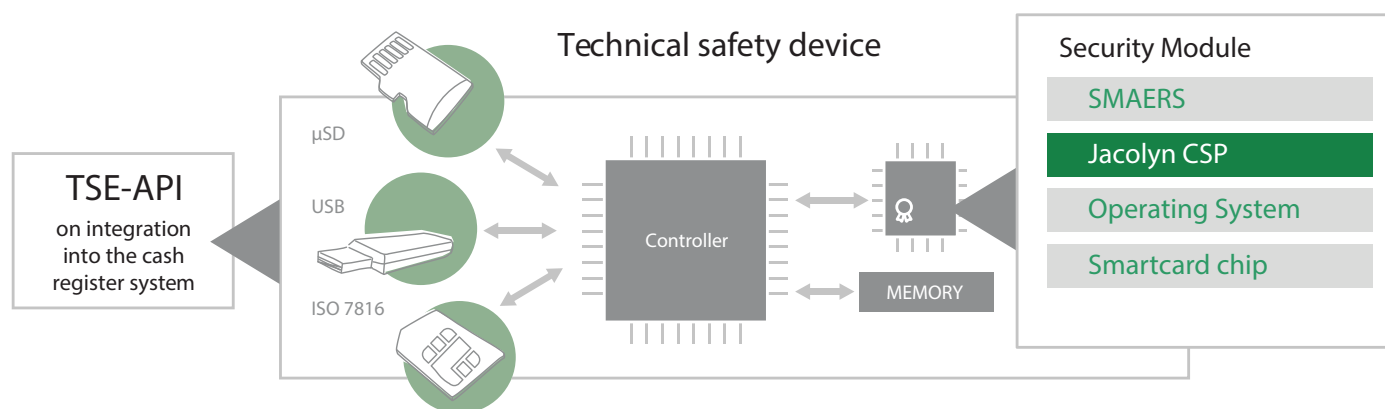 Technical safety device
TSE-API
on integration
into the cash
register system
µSD
USB
ISO 7816
Controller
MEMORY
Security Module
SMAERS
Jacolyn CSP
Operating System
Smartcard chip